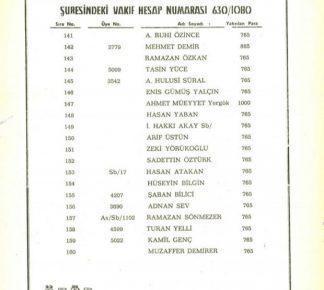 ŞURESİNDEKİ VAKIF HESAP NUMARASI 630/1080
Sıra No. Üye No. Adı Soyadı Yatırılan Para
141 A. RUHİ ÖZİNCE 765
142 2779 MEHMET DEMİR 865
143 RAMAZAN ÖZKAN 765
144 5009 TASİN YÜCE 765
145 3542 A. HULUSİ SÜRAL 765
146 ENİS GÜMÜŞ YALÇIN 765
147 AHMET MÜEYYET Yergök 1000
148 HASAN YABAN 765
149 İ. HAKKI AKAY Sb/ 765
150 ARİF ÜSTÜN 765
151 ZEKİ YÖRÜKOĞLU 765
152 SADETTİN ÖZTÜRK 765
153 Sb/17 HASAN ATAKAN 765
154 HÜSEYİN BİLGİN 765
155 4207 ŞABAN BİLİCİ 765
156 3690 ADNAN SEV 765
157 As/Sb/1102 RAMAZAN SÖNMEZER 765
158 4599 TURAN YELLİ 765
159 5022 KAMİL GENÇ 765
160 MUZAFFER DEMİRER 765